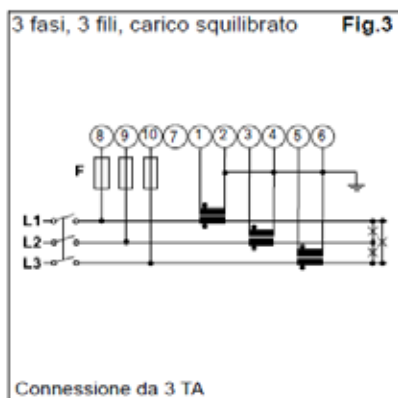 3 fasi, 3 fili, carico squilibrato Fig.3
8 9 10 7 1 2 3 4 5 6
F
L1
L2
L3
Connessione da 3 TA